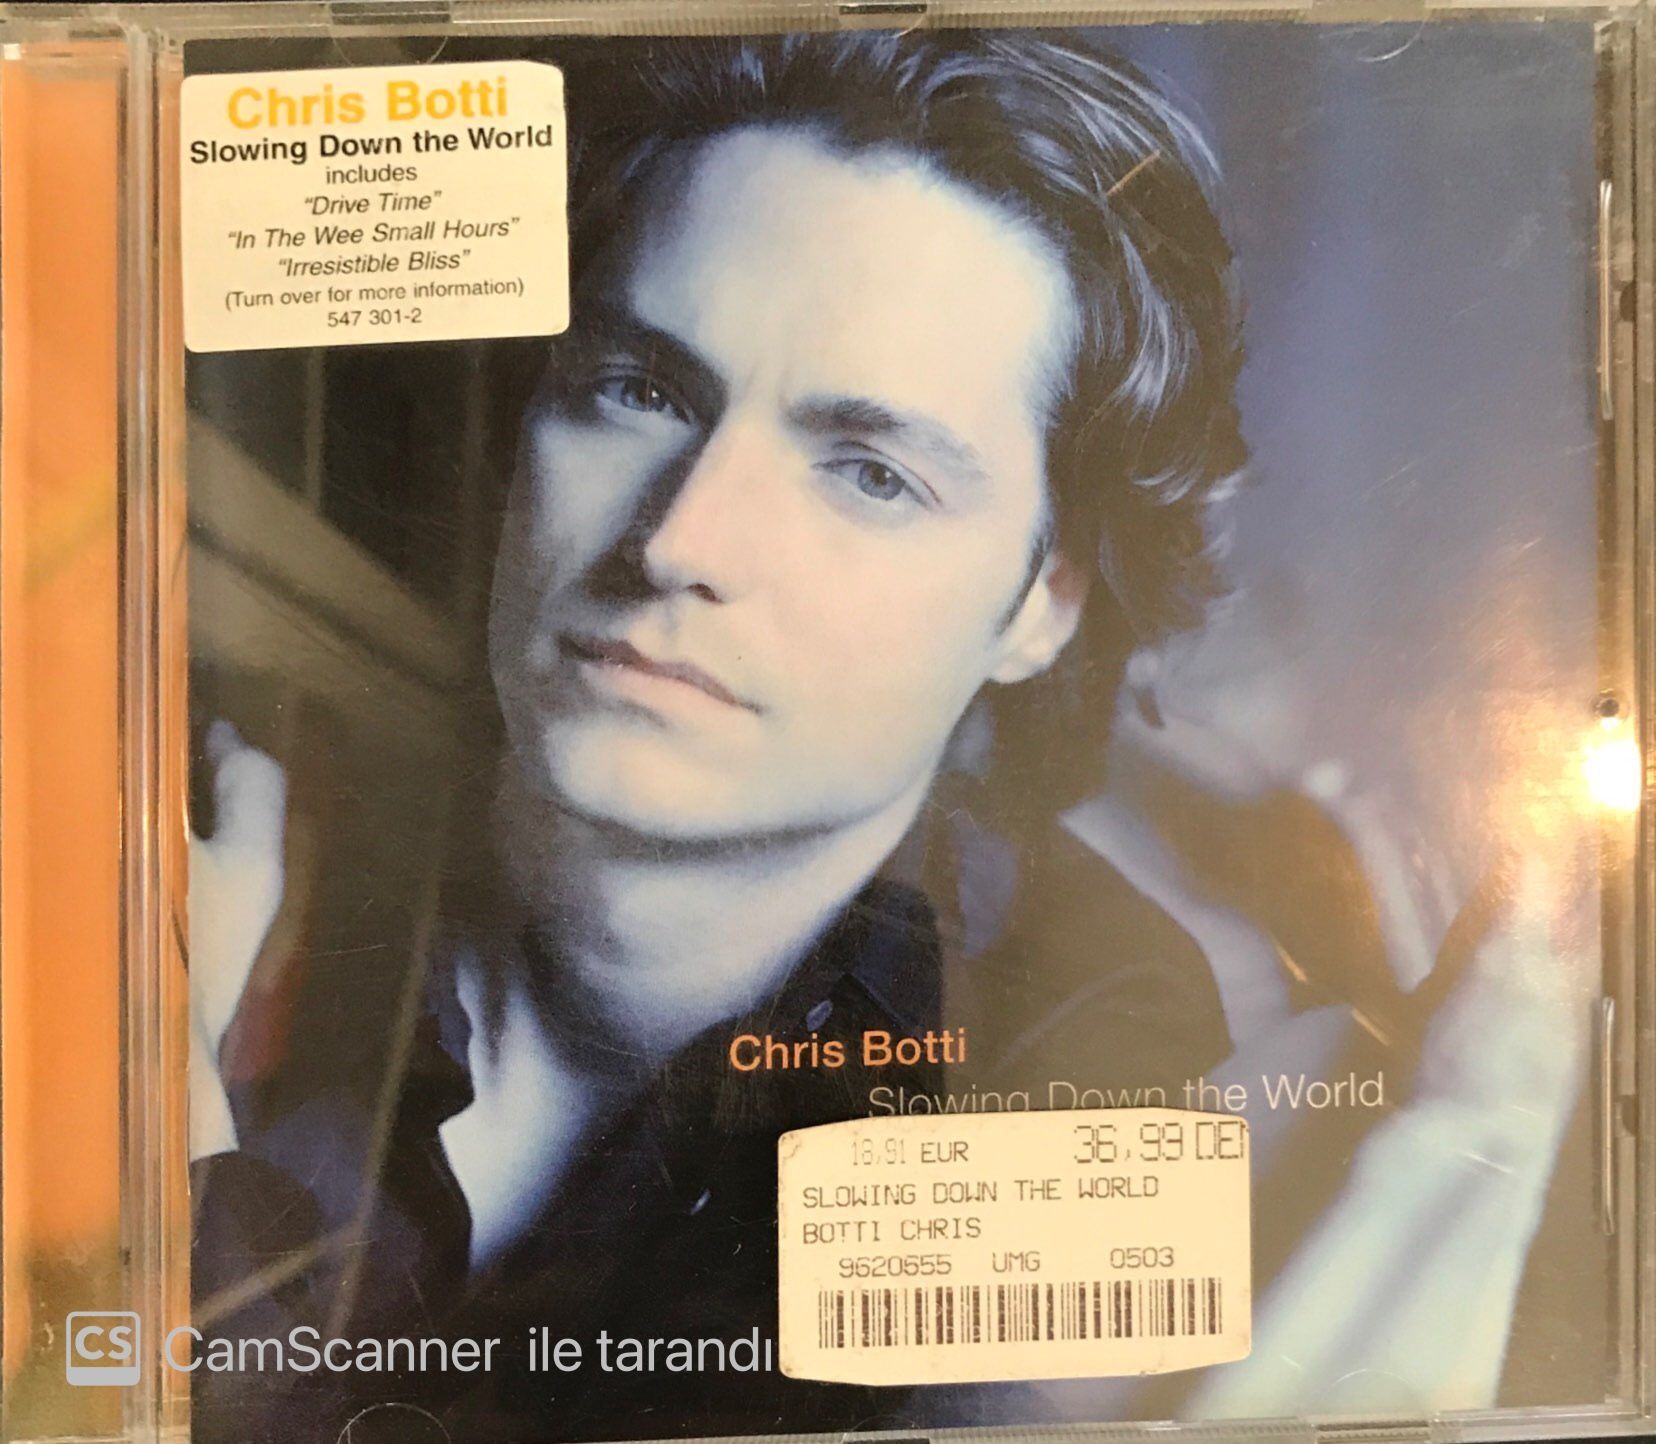 Chris Botti
Slowing Down the World
includes
“Drive Time”
“In The Wee Small Hours”
“Irresistible Bliss”
(Turn over for more information)
547 301-2
Chris Botti
Slowing Down the World
18,91 EUR 36,99 DEM
SLOWING DOWN THE WORLD
BOTTI CHRIS
9620655 UMG 0503
CS CamScanner ile tarandı